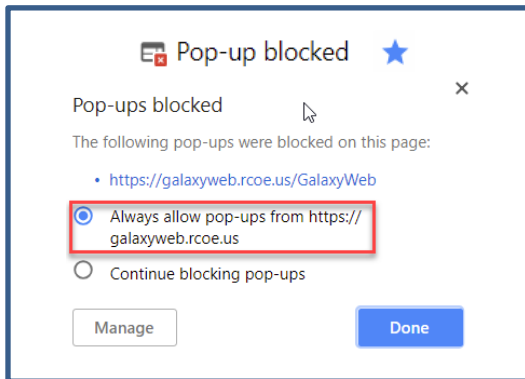 Pop-up blocked
Pop-ups blocked
The following pop-ups were blocked on this page:
• https://galaxyweb.rcoe.us/GalaxyWeb
Always allow pop-ups from https://
galaxyweb.rcoe.us
Continue blocking pop-ups
Manage
Done